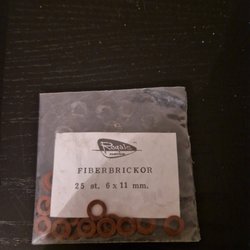 FIBERBRICKOR
25 st. 6 x 11 mm.